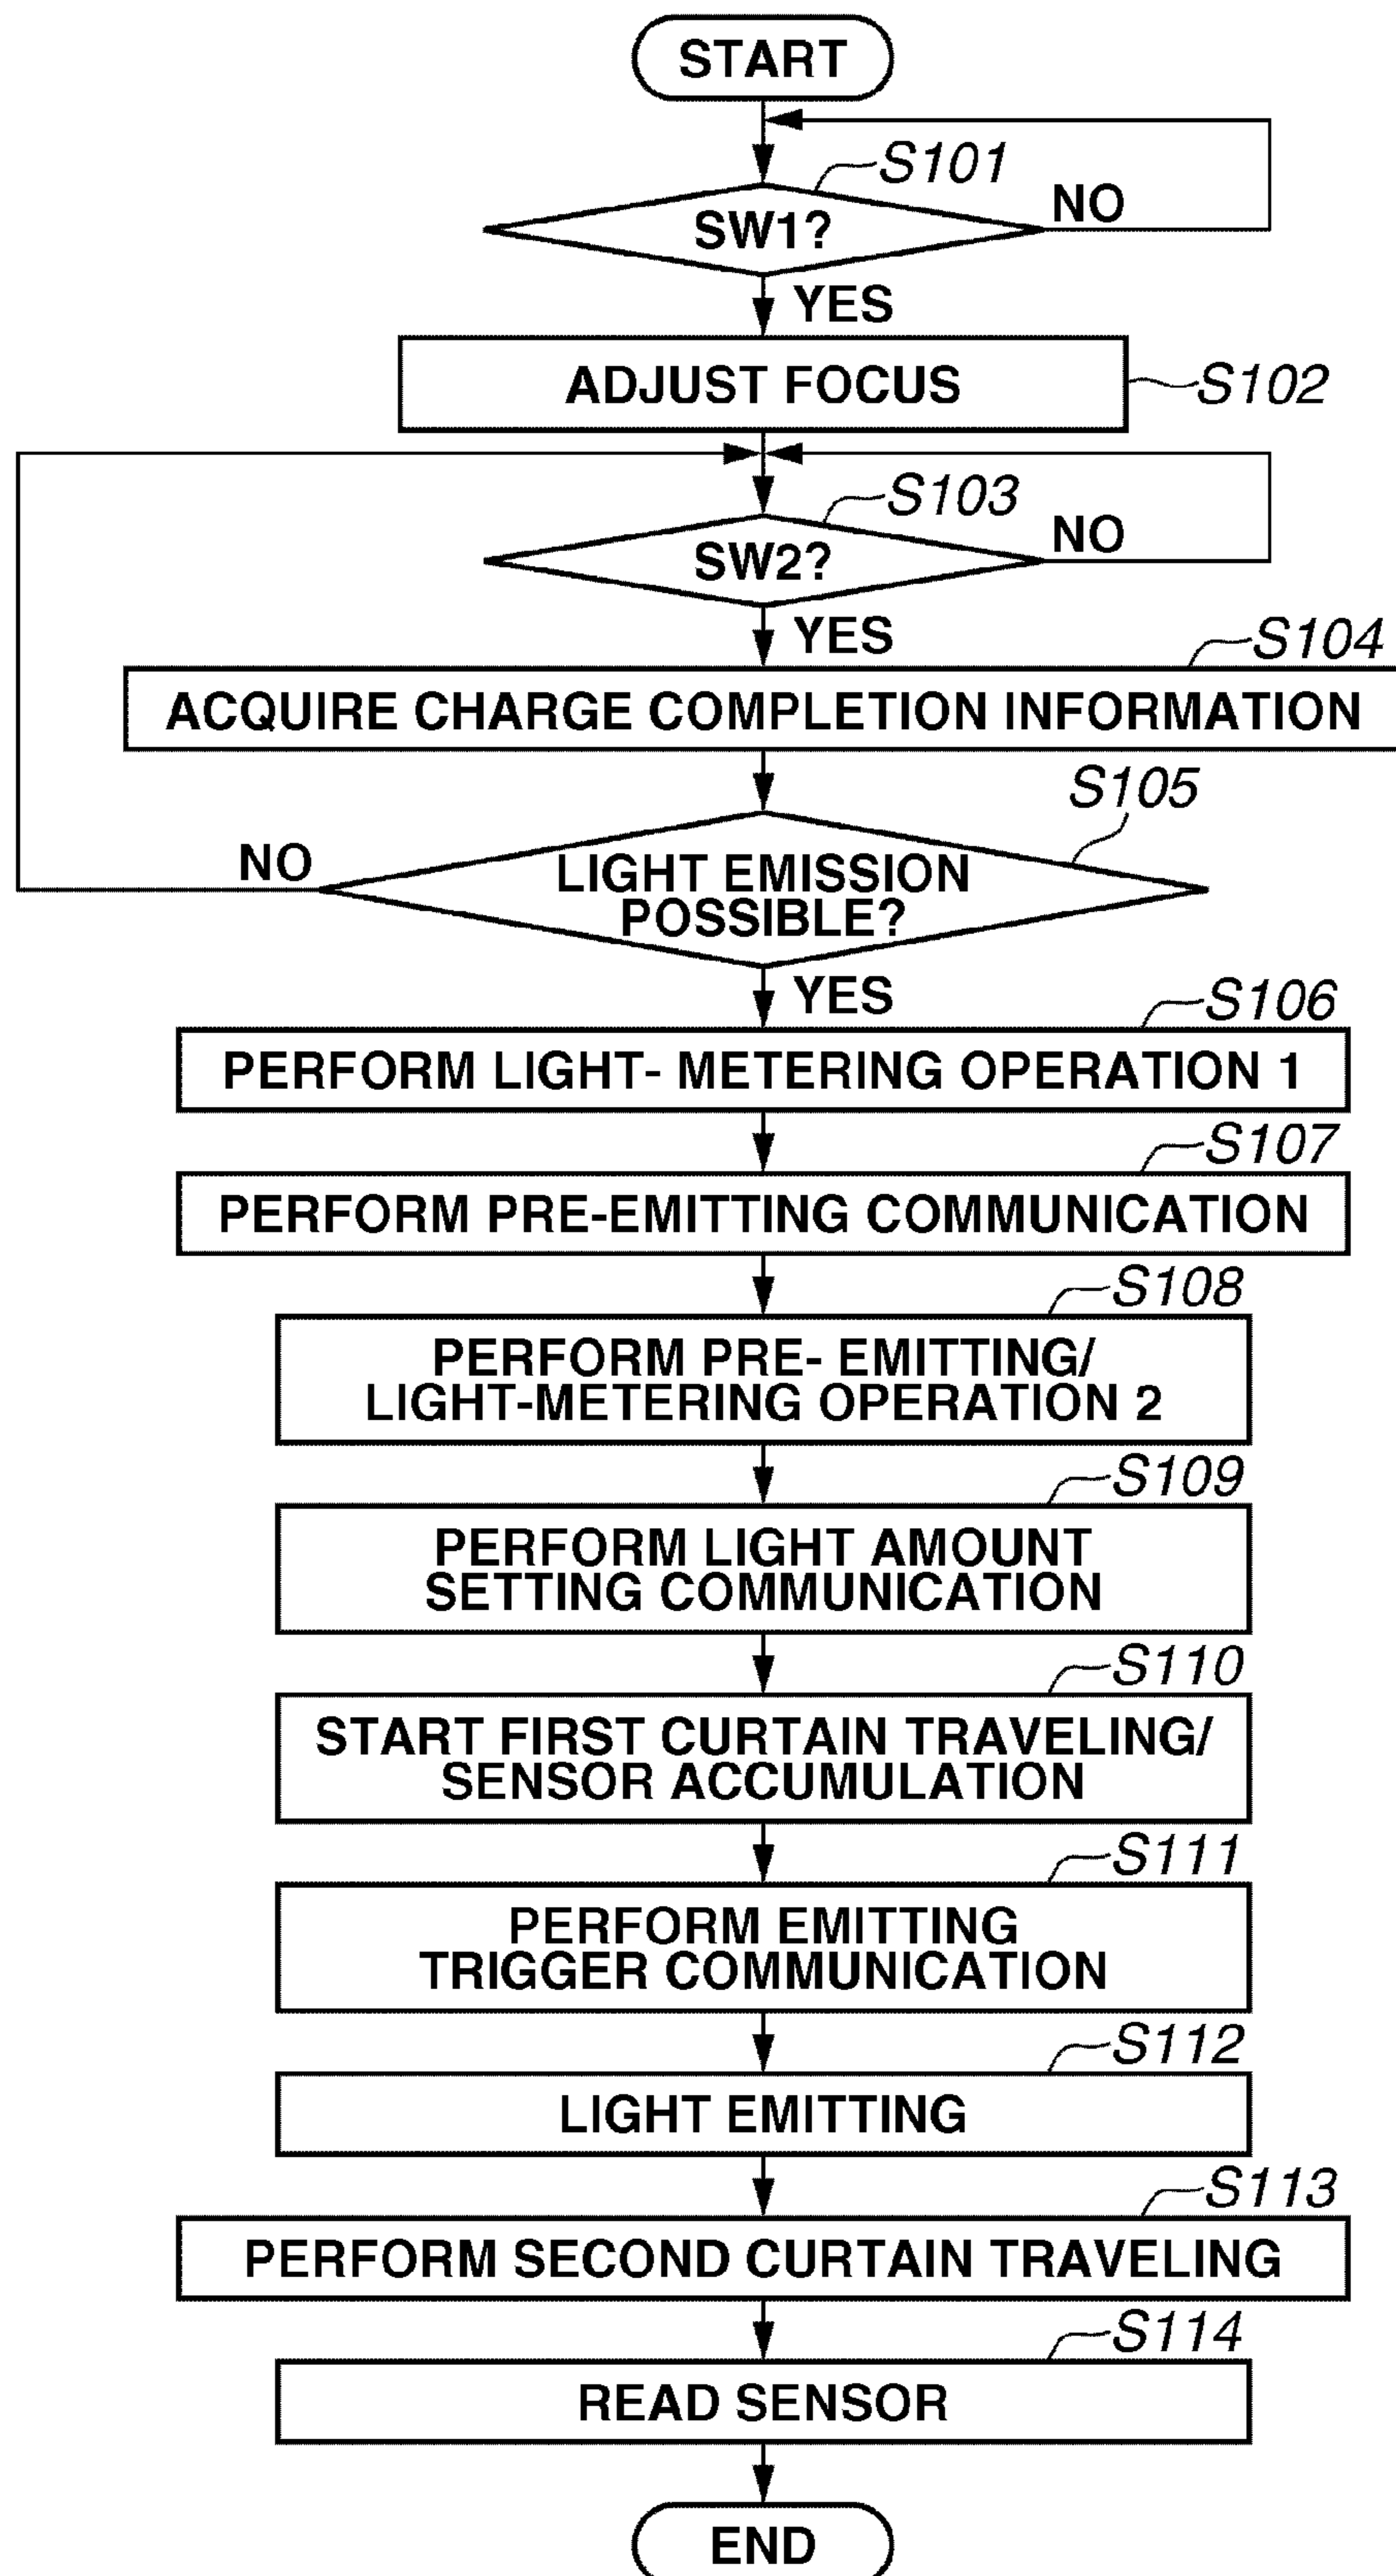 START
S101
SW1?
NO
YES
ADJUST FOCUS
S102
S103
SW2?
NO
YES
S104
ACQUIRE CHARGE COMPLETION INFORMATION
S105
NO
LIGHT EMISSION
POSSIBLE?
YES
S106
PERFORM LIGHT- METERING OPERATION 1
S107
PERFORM PRE-EMITTING COMMUNICATION
S108
PERFORM PRE- EMITTING/
LIGHT-METERING OPERATION 2
S109
PERFORM LIGHT AMOUNT
SETTING COMMUNICATION
S110
START FIRST CURTAIN TRAVELING/
SENSOR ACCUMULATION
S111
PERFORM EMITTING
TRIGGER COMMUNICATION
S112
LIGHT EMITTING
S113
PERFORM SECOND CURTAIN TRAVELING
S114
READ SENSOR
END